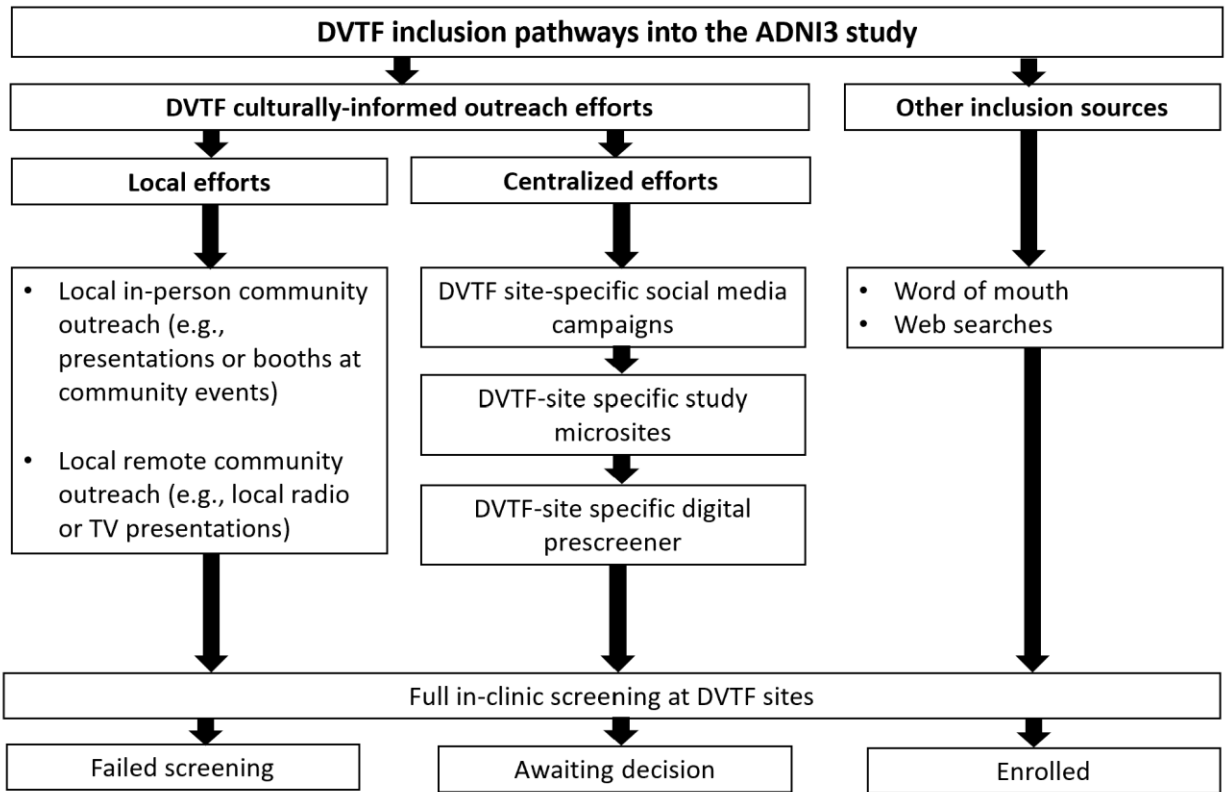 DVTF inclusion pathways into the ADNI3 study
DVTF culturally-informed outreach efforts
Other inclusion sources
Local efforts
Centralized efforts
• Local in-person community
outreach (e.g.,
presentations or booths at
community events)
• Local remote community
outreach (e.g., local radio
or TV presentations)
DVTF site-specific social media
campaigns
DVTF-site specific study
microsites
DVTF-site specific digital
prescreener
• Word of mouth
• Web searches
Full in-clinic screening at DVTF sites
Failed screening
Awaiting decision
Enrolled